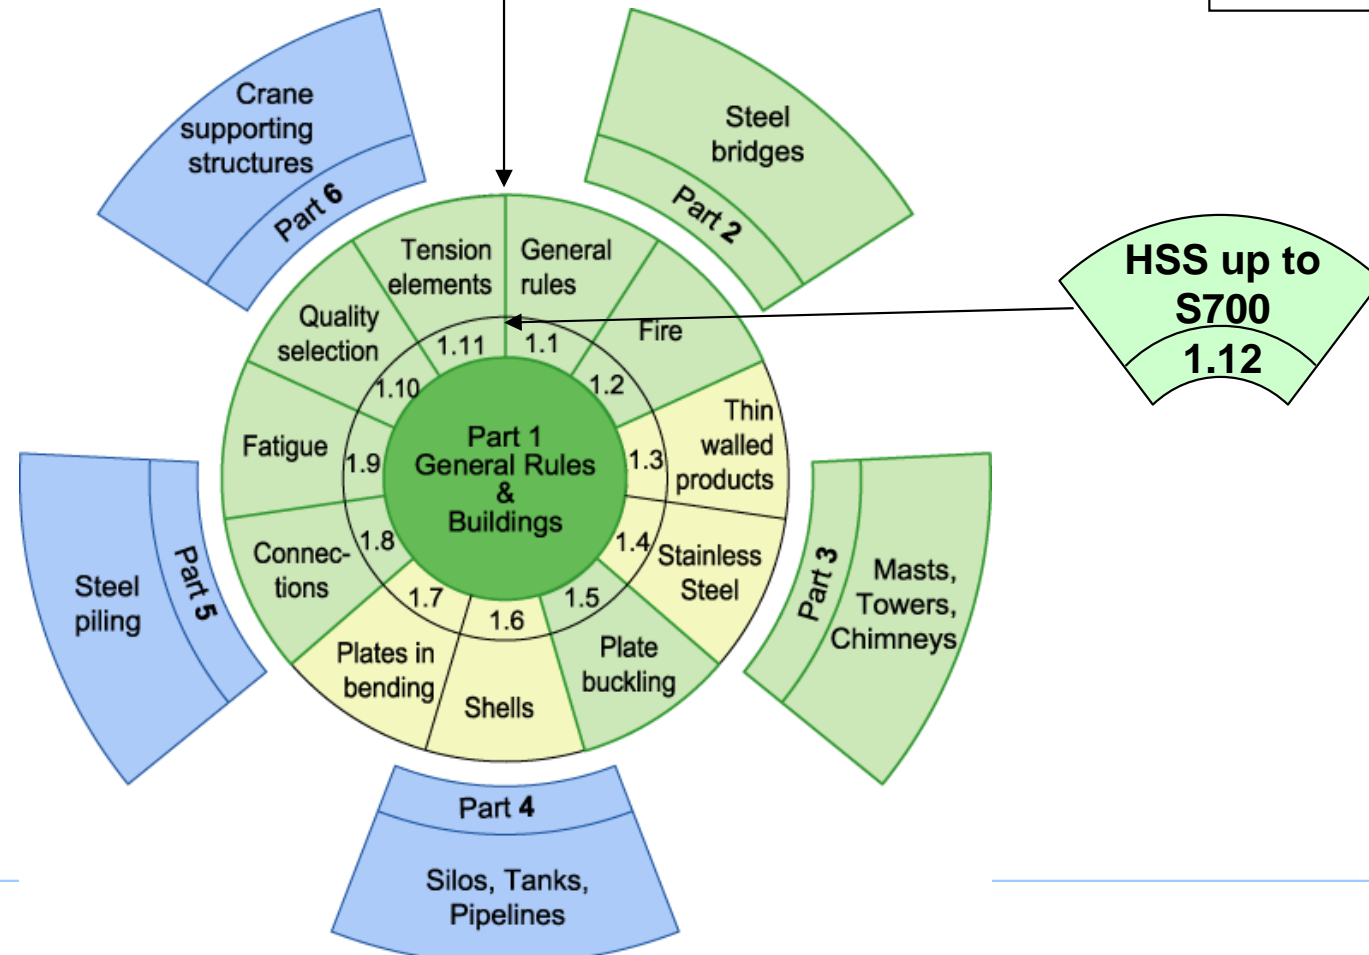 Crane
supporting
structures
Part 6
Steel
bridges
Part 2
HSS up to
S700
1.12
Tension
elements
1.11
General
rules
1.1
Fire
1.2
Thin
walled
products
1.3
Stainless
Steel
1.4
Plate
buckling
1.5
Shells
1.6
Plates in
bending
1.7
Connec-
tions
1.8
Fatigue
1.9
Quality
selection
1.10
Part 1
General Rules
&
Buildings
Part 3
Masts,
Towers,
Chimneys
Part 5
Steel
piling
Part 4
Silos, Tanks,
Pipelines